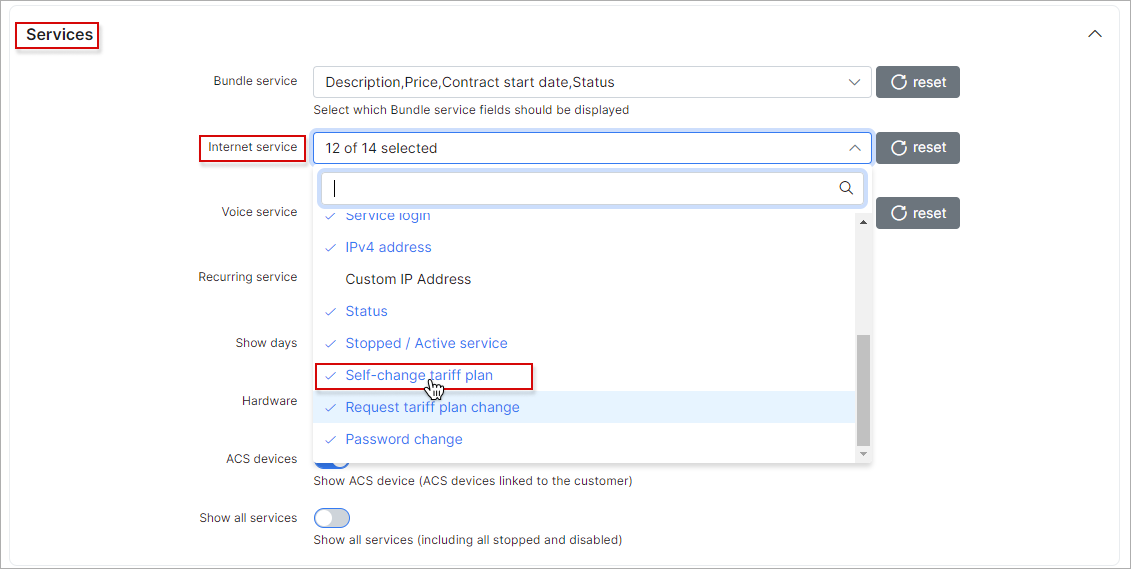 Services
Bundle service
Description,Price,Contract start date,Status
reset
Select which Bundle service fields should be displayed
Internet service
12 of 14 selected
reset
Voice service
reset
Service login
IPv4 address
Recurring service
Custom IP Address
Status
Show days
Stopped / Active service
Self-change tariff plan
Hardware
Request tariff plan change
Password change
ACS devices
Show ACS device (ACS devices linked to the customer)
Show all services
Show all services (including all stopped and disabled)